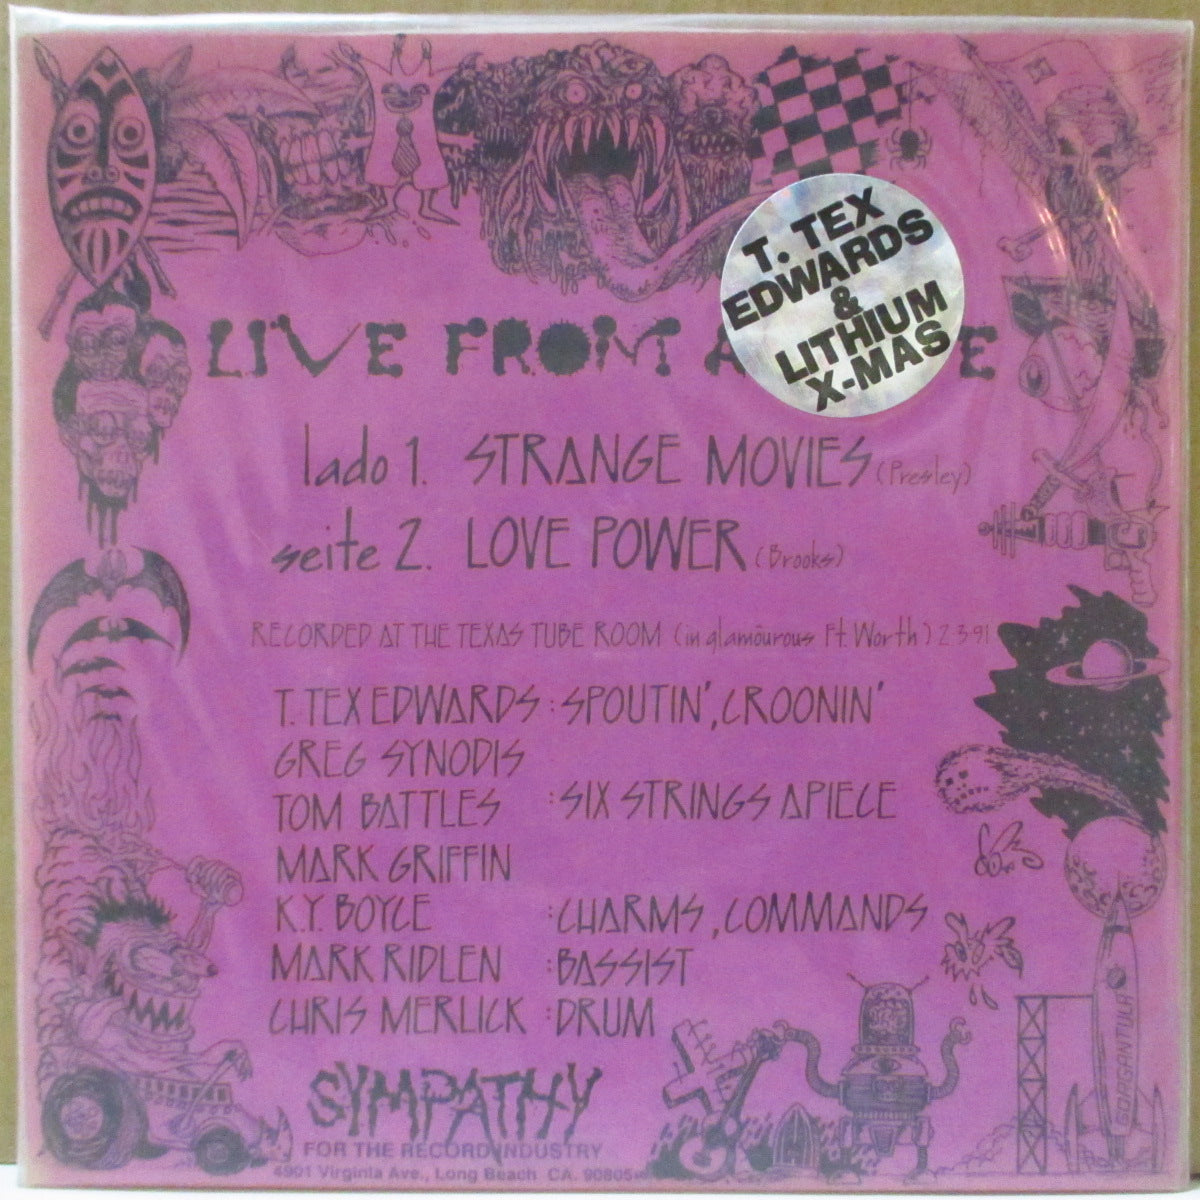 T. TEX
EDWARDS
&
LITHIUM
X-MAS
LIVE FROM
lado 1. STRANGE MOVIES (Presley)
seite 2. LOVE POWER (Brooks)
RECORDED AT THE TEXAS TUBE ROOM (in glamôurous Ft. Worth) 2 3 91
T. TEX EDWARDS : SPOUTIN', CROONIN'
GREG SYNODIS
TOM BATTLES : SIX STRINGS APIECE
MARK GRIFFIN
K.Y. BOYCE : CHARMS, COMMANDS
MARK RIDLEN : BASSIST
CHRIS MERLICK : DRUM
GORGANTULA
SYMPATHY
FOR THE RECORD INDUSTRY
4901 Virginia Ave., Long Beach CA. 90805